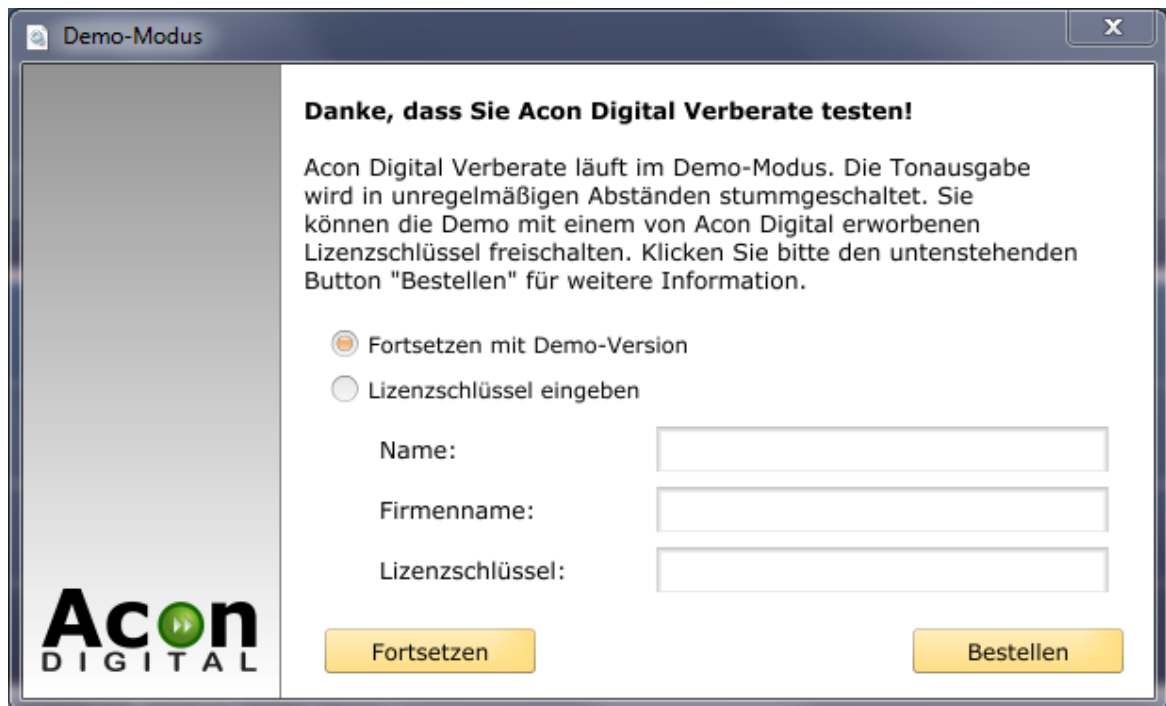 Demo-Modus
Danke, dass Sie Acon Digital Verberate testen!
Acon Digital Verberate läuft im Demo-Modus. Die Tonausgabe
wird in unregelmäßigen Abständen stummgeschaltet. Sie
können die Demo mit einem von Acon Digital erworbenen
Lizenzschlüssel freischalten. Klicken Sie bitte den untenstehenden
Button "Bestellen" für weitere Information.
Fortsetzen mit Demo-Version
Lizenzschlüssel eingeben
Name:
Firmenname:
Lizenzschlüssel:
Acon
DIGITAL
Fortsetzen
Bestellen